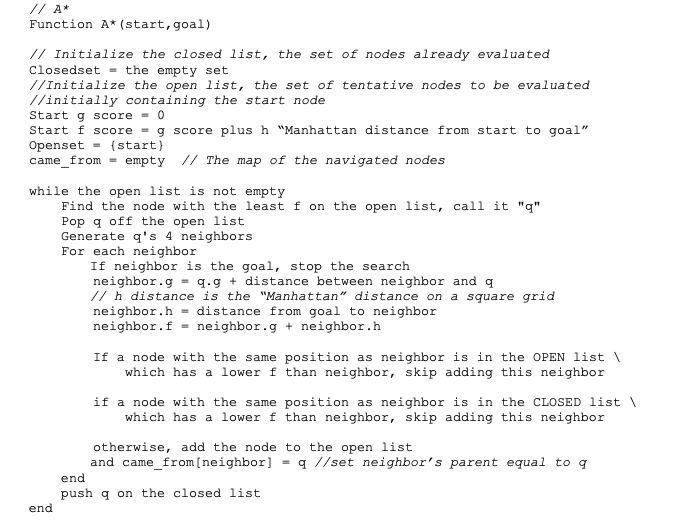 // A*
Function A*(start,goal)
// Initialize the closed list, the set of nodes already evaluated
Closedset = the empty set
//Initialize the open list, the set of tentative nodes to be evaluated
//initially containing the start node
Start g score = 0
Start f score = g score plus h “Manhattan distance from start to goal”
Openset = {start}
came_from = empty // The map of the navigated nodes
while the open list is not empty
Find the node with the least f on the open list, call it "q"
Pop q off the open list
Generate q's 4 neighbors
For each neighbor
If neighbor is the goal, stop the search
neighbor.g = q.g + distance between neighbor and q
// h distance is the “Manhattan” distance on a square grid
neighbor.h = distance from goal to neighbor
neighbor.f = neighbor.g + neighbor.h
If a node with the same position as neighbor is in the OPEN list \
which has a lower f than neighbor, skip adding this neighbor
if a node with the same position as neighbor is in the CLOSED list \
which has a lower f than neighbor, skip adding this neighbor
otherwise, add the node to the open list
and came_from[neighbor] = q //set neighbor’s parent equal to q
end
push q on the closed list
end